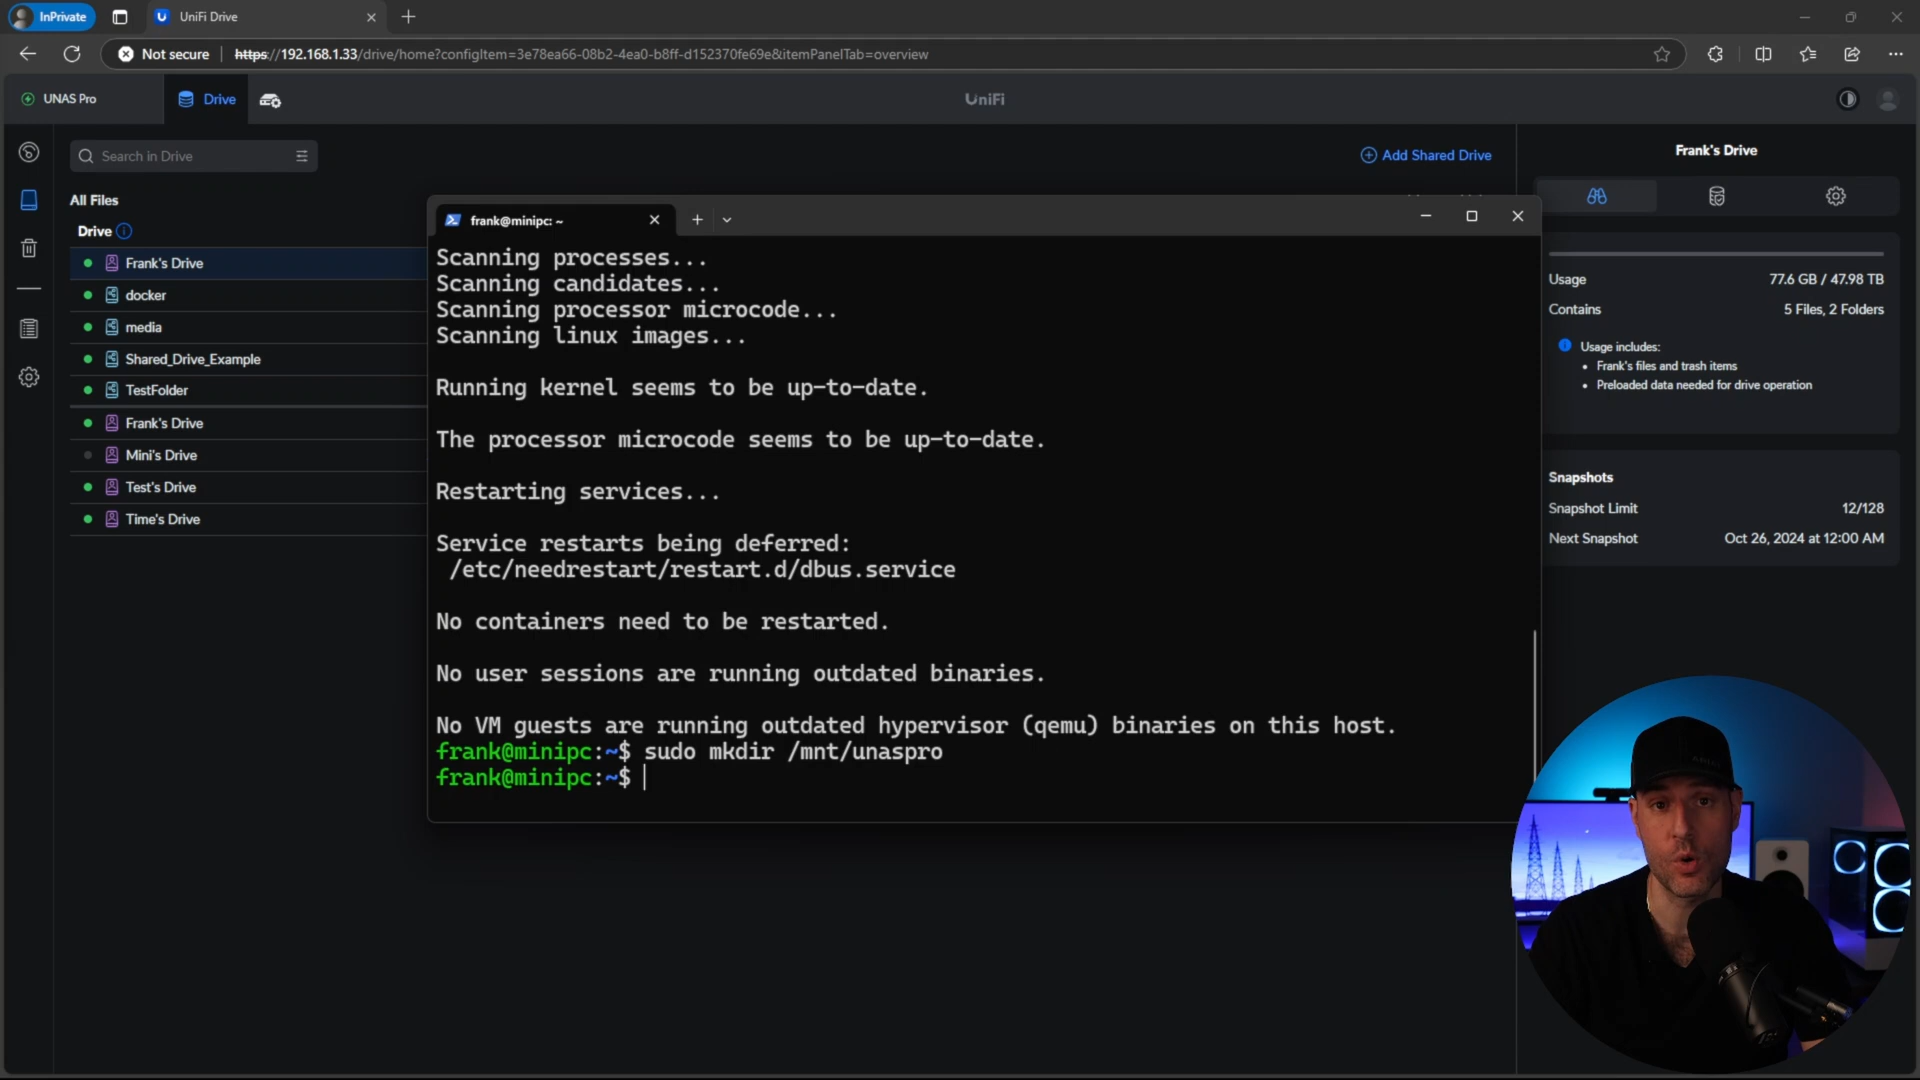 InPrivate
UniFi Drive
Not secure
https://192.168.1.33/drive/home?configItem=3e78ea66-08b2-4ea0-b8ff-d152370fe69e&itemPanelTab=overview
UNAS Pro
Drive
UniFi
Search in Drive
Add Shared Drive
All Files
Drive
Frank's Drive
docker
media
Shared_Drive_Example
TestFolder
Frank's Drive
Mini's Drive
Test's Drive
Time's Drive
frank@minipc: ~
Scanning processes...
Scanning candidates...
Scanning processor microcode...
Scanning linux images...
Running kernel seems to be up-to-date.
The processor microcode seems to be up-to-date.
Restarting services...
Service restarts being deferred:
/etc/needrestart/restart.d/dbus.service
No containers need to be restarted.
No user sessions are running outdated binaries.
No VM guests are running outdated hypervisor (qemu) binaries on this host.
frank@minipc:~$ sudo mkdir /mnt/unaspro
frank@minipc:~$
Frank's Drive
Usage 77.6 GB / 47.98 TB
Contains 5 Files, 2 Folders
Usage includes:
• Frank's files and trash items
• Preloaded data needed for drive operation
Snapshots
Snapshot Limit 12/128
Next Snapshot Oct 26, 2024 at 12:00 AM